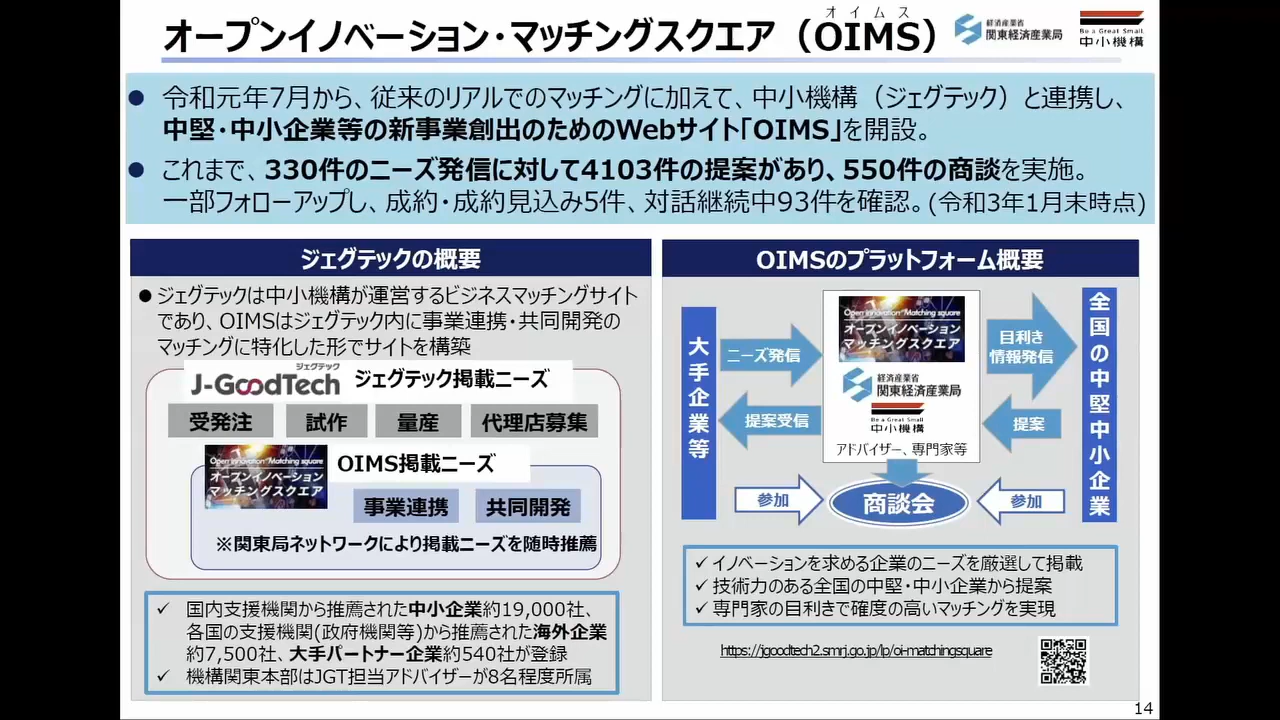 オイムス
オープンイノベーション・マッチングスクエア（OIMS）
経済産業省
関東経済産業局
Be a Great Small
中小機構
● 令和元年7月から、従来のリアルでのマッチングに加えて、中小機構（ジェグテック）と連携し、
中堅・中小企業等の新事業創出のためのWebサイト「OIMS」を開設。
● これまで、330件のニーズ発信に対して4103件の提案があり、550件の商談を実施。
一部フォローアップし、成約・成約見込み5件、対話継続中93件を確認。(令和3年1月末時点)
ジェグテックの概要
● ジェグテックは中小機構が運営するビジネスマッチングサイト
であり、OIMSはジェグテック内に事業連携・共同開発の
マッチングに特化した形でサイトを構築
ジェグテック
J-GoodTech ジェグテック掲載ニーズ
受発注 試作 量産 代理店募集
Open Innovation Matching square
オープンイノベーション
マッチングスクエア
OIMS掲載ニーズ
事業連携 共同開発
※関東局ネットワークにより掲載ニーズを随時推薦
✓ 国内支援機関から推薦された中小企業約19,000社、
各国の支援機関(政府機関等)から推薦された海外企業
約7,500社、大手パートナー企業約540社が登録
✓ 機構関東本部はJGT担当アドバイザーが8名程度所属
OIMSのプラットフォーム概要
大手企業等
ニーズ発信
提案受信
Open Innovation Matching square
オープンイノベーション
マッチングスクエア
経済産業省
関東経済産業局
Be a Great Small
中小機構
アドバイザー、専門家等
目利き
情報発信
提案
全国の中堅中小企業
参加
商談会
参加
✓ イノベーションを求める企業のニーズを厳選して掲載
✓ 技術力のある全国の中堅・中小企業から提案
✓ 専門家の目利きで確度の高いマッチングを実現
https://jgoodtech2.smrj.go.jp/lp/oi-matchingsquare
14